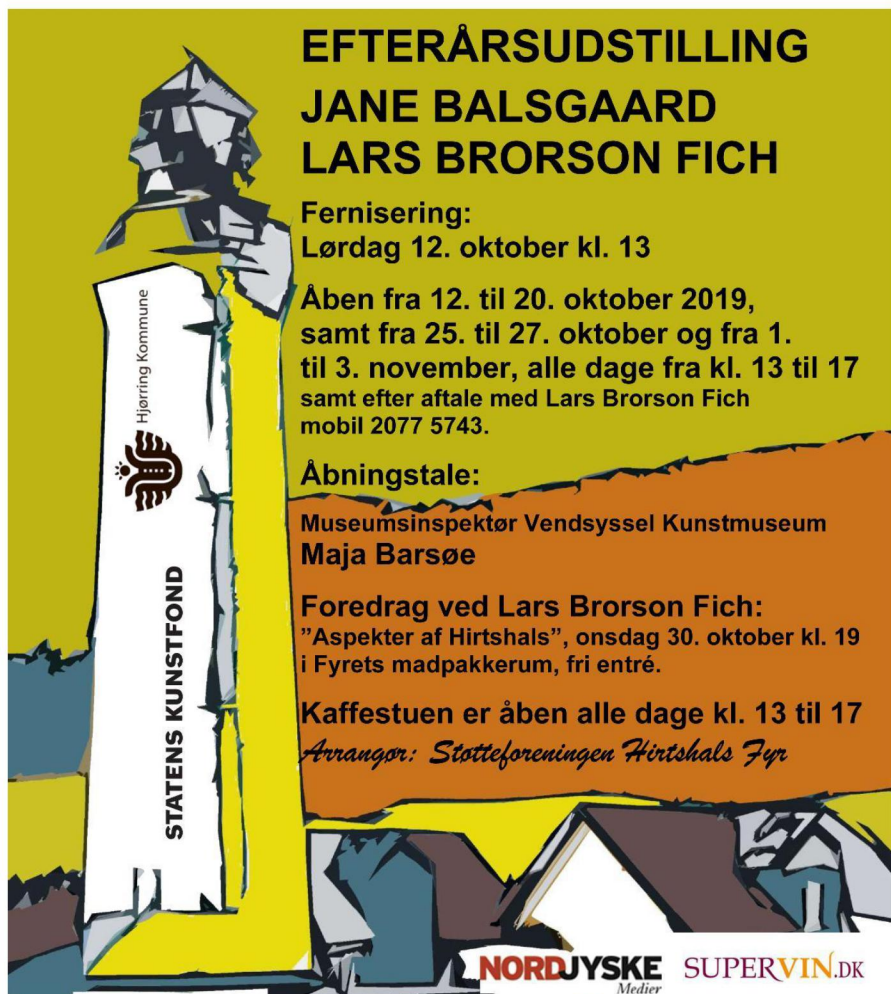 EFTERÅRSUDSTILLING
JANE BALSGAARD
LARS BRORSON FICH
Fernisering:
Lørdag 12. oktober kl. 13
Åben fra 12. til 20. oktober 2019,
samt fra 25. til 27. oktober og fra 1.
til 3. november, alle dage fra kl. 13 til 17
samt efter aftale med Lars Brorson Fich
mobil 2077 5743.
Åbningstale:
Museumsinspektør Vendsyssel Kunstmuseum
Maja Barsøe
Foredrag ved Lars Brorson Fich:
”Aspekter af Hirtshals”, onsdag 30. oktober kl. 19
i Fyrets madpakkerum, fri entré.
Kaffestuen er åben alle dage kl. 13 til 17
Arrangør: Støtteforeningen Hirtshals Fyr
Hjørring Kommune
STATENS KUNSTFOND
NORDJYSKE
Medier
SUPERVIN.DK